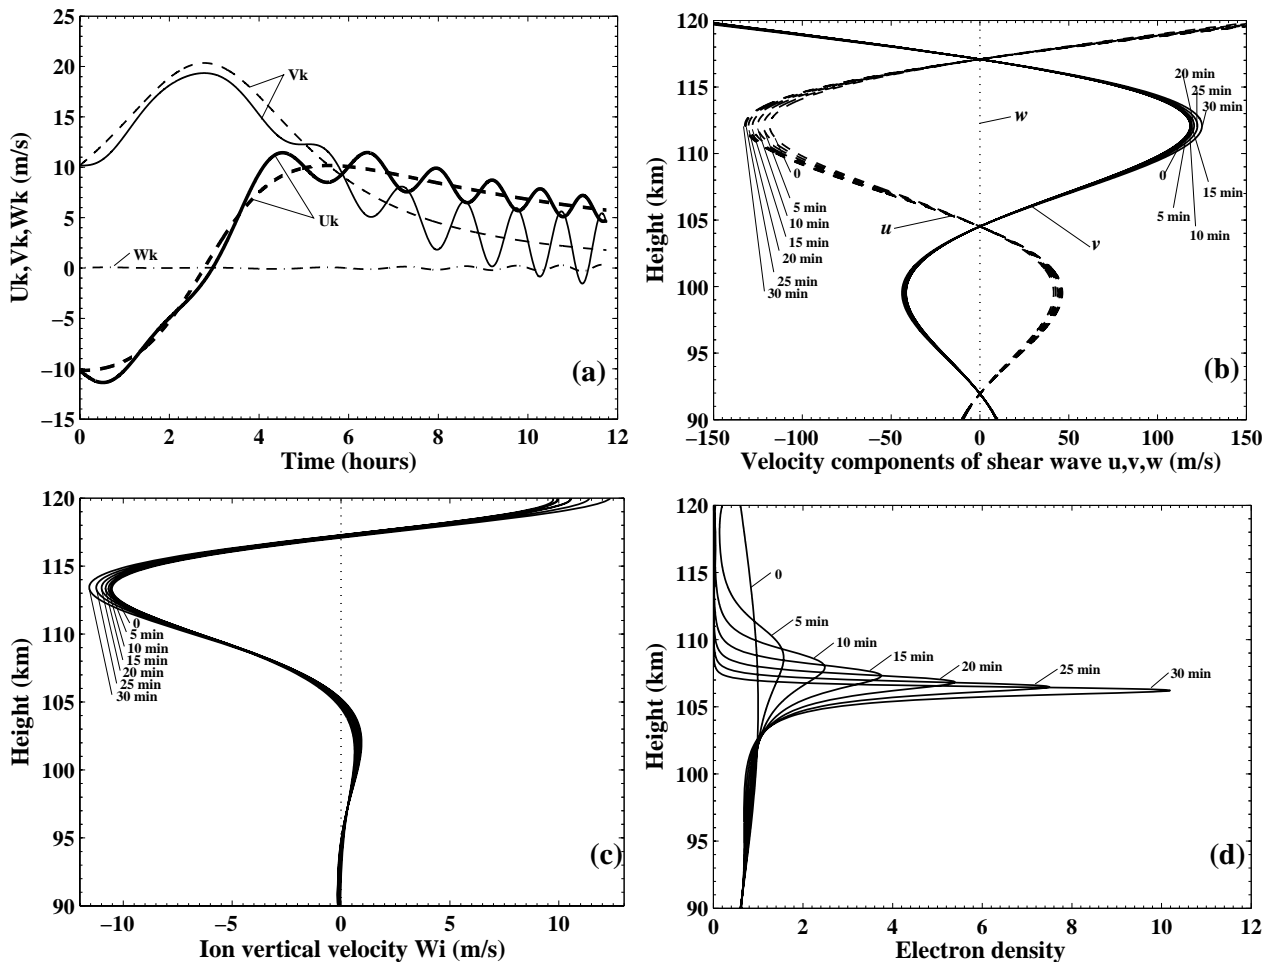 25
20
15
10
5
0
−5
−10
−15
Uk,Vk,Wk (m/s)
Vk
Uk
Wk
(a)
0
2
4
6
8
10
12
Time (hours)
120
115
110
105
100
95
90
Height (km)
20 min
25 min
30 min
w
0
5 min
10 min
15 min
20 min
25 min
30 min
0
15 min
5 min
10 min
u
v
(b)
−150
−100
−50
0
50
100
150
Velocity components of shear wave u,v,w (m/s)
120
115
110
105
100
95
90
Height (km)
0
5 min
10 min
15 min
20 min
25 min
30 min
(c)
−10
−5
0
5
10
Ion vertical velocity Wi (m/s)
120
115
110
105
100
95
90
Height (km)
0
5 min
10 min
15 min
20 min
25 min
30 min
(d)
0
2
4
6
8
10
12
Electron density